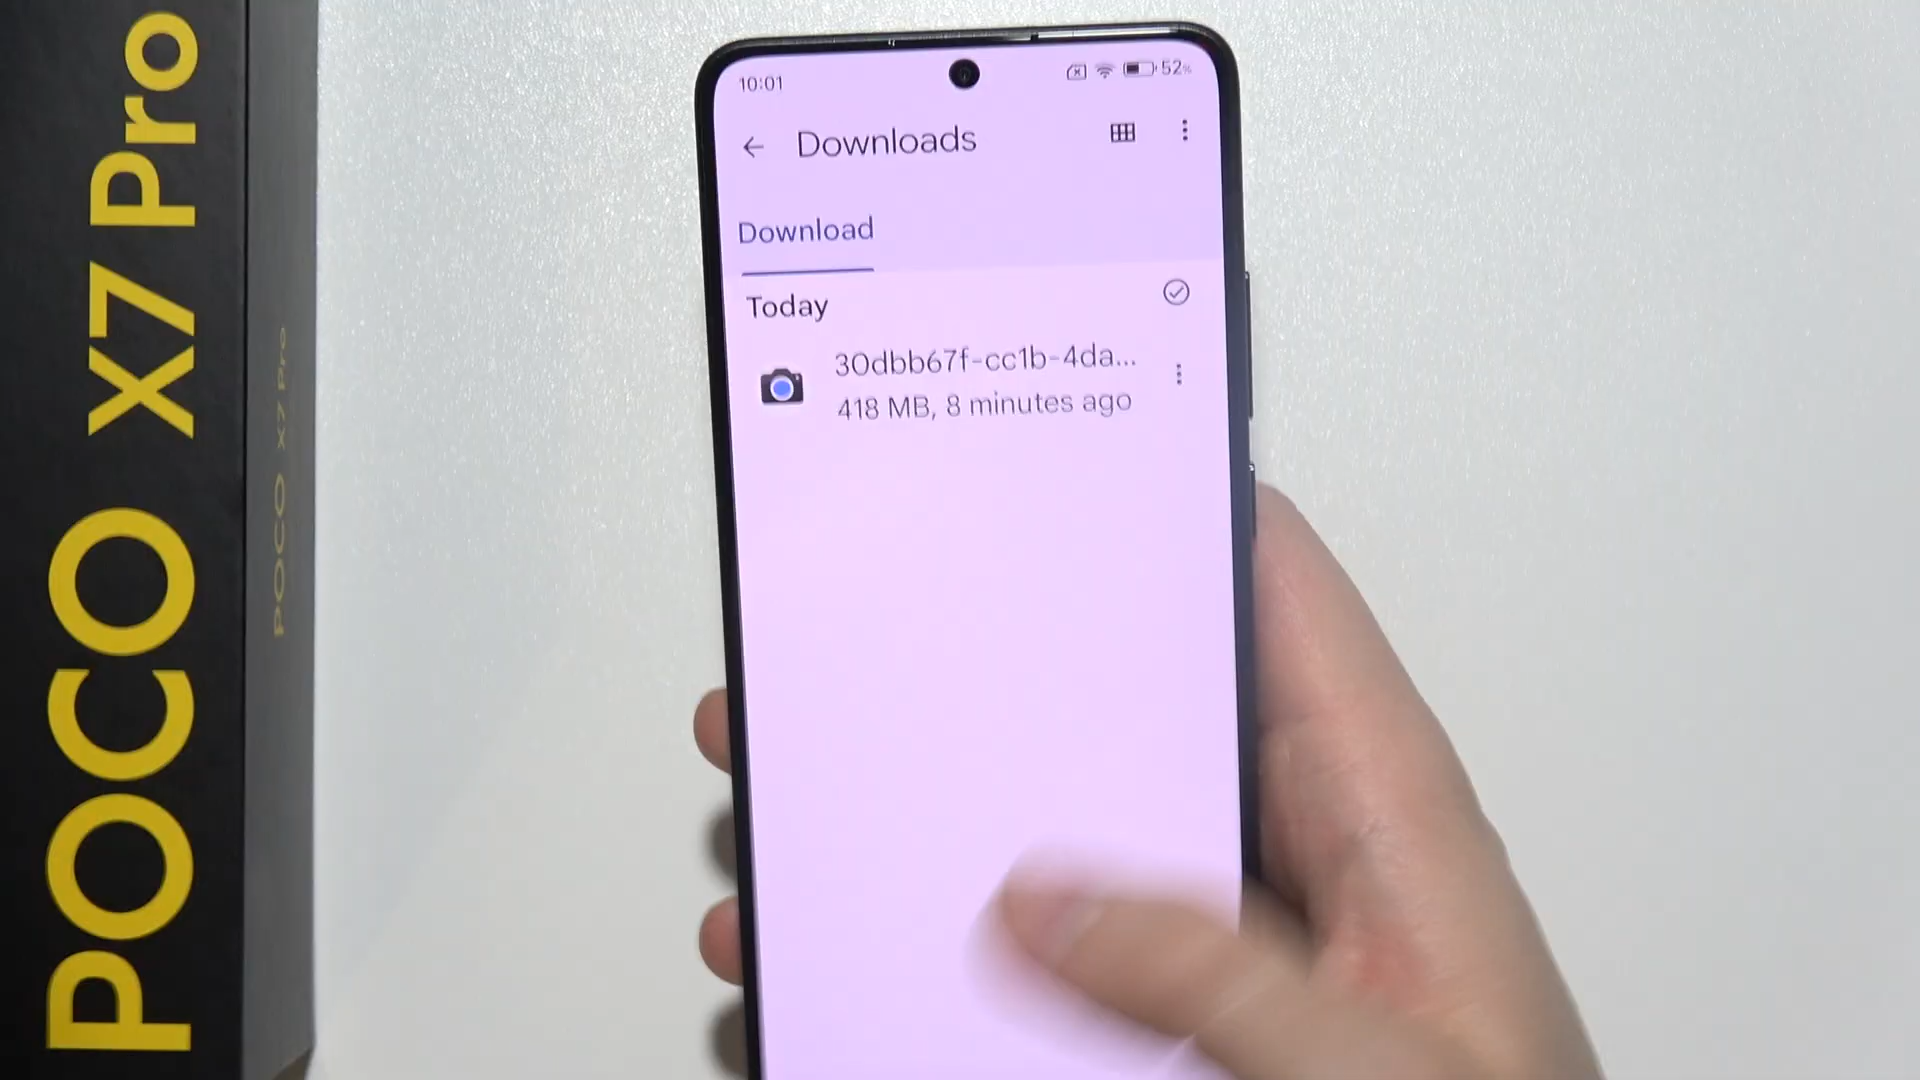 POCO X7 Pro
POCO X7 Pro
10:01
52%
Downloads
Download
Today
30dbb67f-cc1b-4da...
418 MB, 8 minutes ago